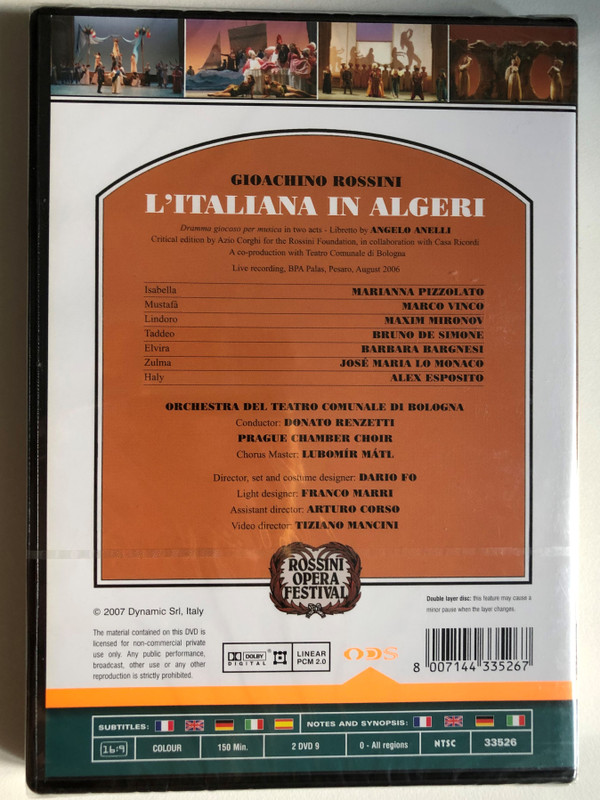 GIOACHINO ROSSINI
L'ITALIANA IN ALGERI
Dramma giocoso per musica in two acts - Libretto by ANGELO ANELLI
Critical edition by Azio Corghi for the Rossini Foundation, in collaboration with Casa Ricordi
A co-production with Teatro Comunale di Bologna
Live recording, BPA Palas, Pesaro, August 2006
Isabella MARIANNA PIZZOLATO
Mustafà MARCO VINCO
Lindoro MAXIM MIRONOV
Taddeo BRUNO DE SIMONE
Elvira BARBARA BARGNESI
Zulma JOSÉ MARIA LO MONACO
Haly ALEX ESPOSITO
ORCHESTRA DEL TEATRO COMUNALE DI BOLOGNA
Conductor: DONATO RENZETTI
PRAGUE CHAMBER CHOIR
Chorus Master: LUBOMÍR MÁTL
Director, set and costume designer: DARIO FO
Light designer: FRANCO MARRI
Assistant director: ARTURO CORSO
Video director: TIZIANO MANCINI
ROSSINI
OPERA
FESTIVAL
© 2007 Dynamic Srl, Italy
Double layer disc: this feature may cause a
minor pause when the layer changes.
The material contained on this DVD is
licensed for non-commercial private
use only. Any public performance,
broadcast, other use or any other
reproduction is strictly prohibited.
DOLBY
DIGITAL
LINEAR
PCM 2.0
ODS
8 007144 335267
SUBTITLES: NOTES AND SYNOPSIS:
16:9 COLOUR 150 Min. 2 DVD 9 0 - All regions NTSC 33526